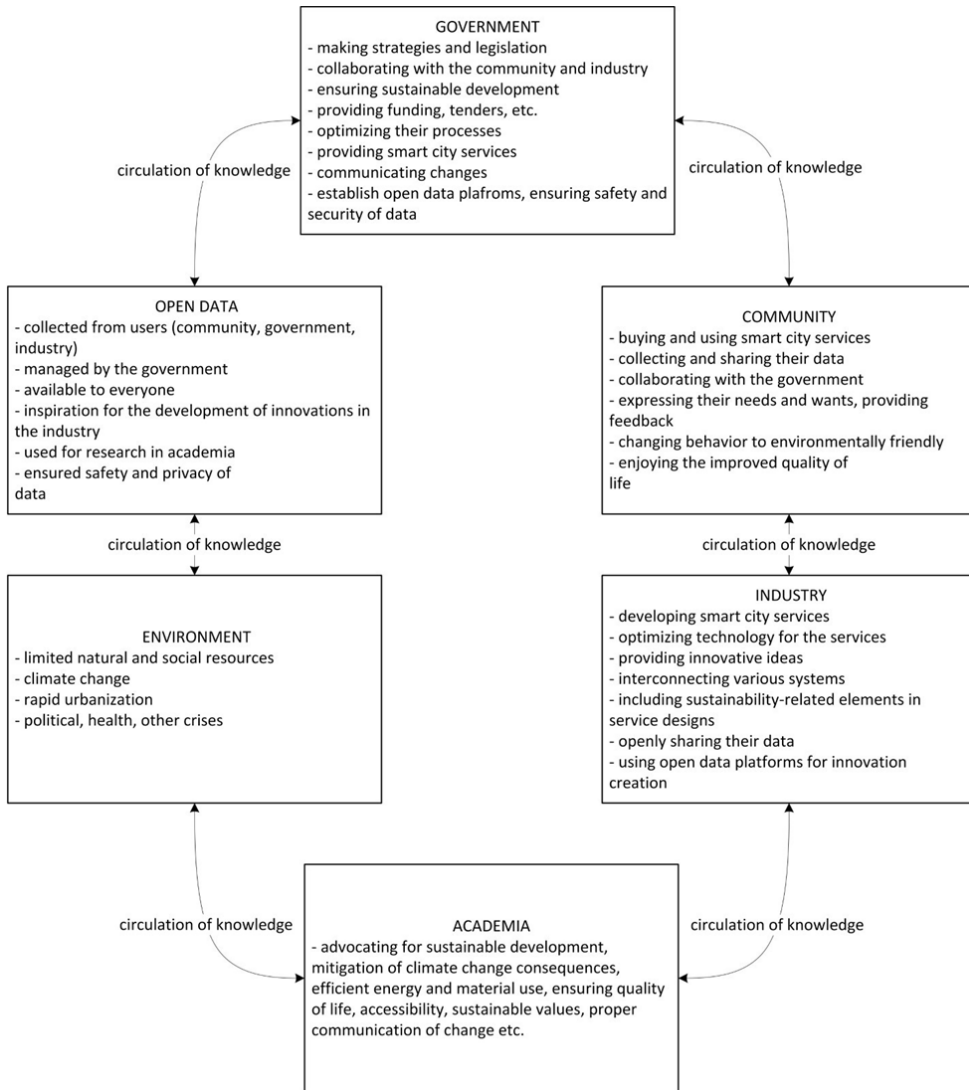 GOVERNMENT
- making strategies and legislation
- collaborating with the community and industry
- ensuring sustainable development
- providing funding, tenders, etc.
- optimizing their processes
- providing smart city services
- communicating changes
- establish open data plafroms, ensuring safety and
security of data
circulation of knowledge
circulation of knowledge
OPEN DATA
- collected from users (community, government,
industry)
- managed by the government
- available to everyone
- inspiration for the development of innovations in
the industry
- used for research in academia
- ensured safety and privacy of
data
COMMUNITY
- buying and using smart city services
- collecting and sharing their data
- collaborating with the government
- expressing their needs and wants, providing
feedback
- changing behavior to environmentally friendly
- enjoying the improved quality of
life
circulation of knowledge
circulation of knowledge
ENVIRONMENT
- limited natural and social resources
- climate change
- rapid urbanization
- political, health, other crises
INDUSTRY
- developing smart city services
- optimizing technology for the services
- providing innovative ideas
- interconnecting various systems
- including sustainability-related elements in
service designs
- openly sharing their data
- using open data platforms for innovation
creation
circulation of knowledge
circulation of knowledge
ACADEMIA
- advocating for sustainable development,
mitigation of climate change consequences,
efficient energy and material use, ensuring quality
of life, accessibility, sustainable values, proper
communication of change etc.